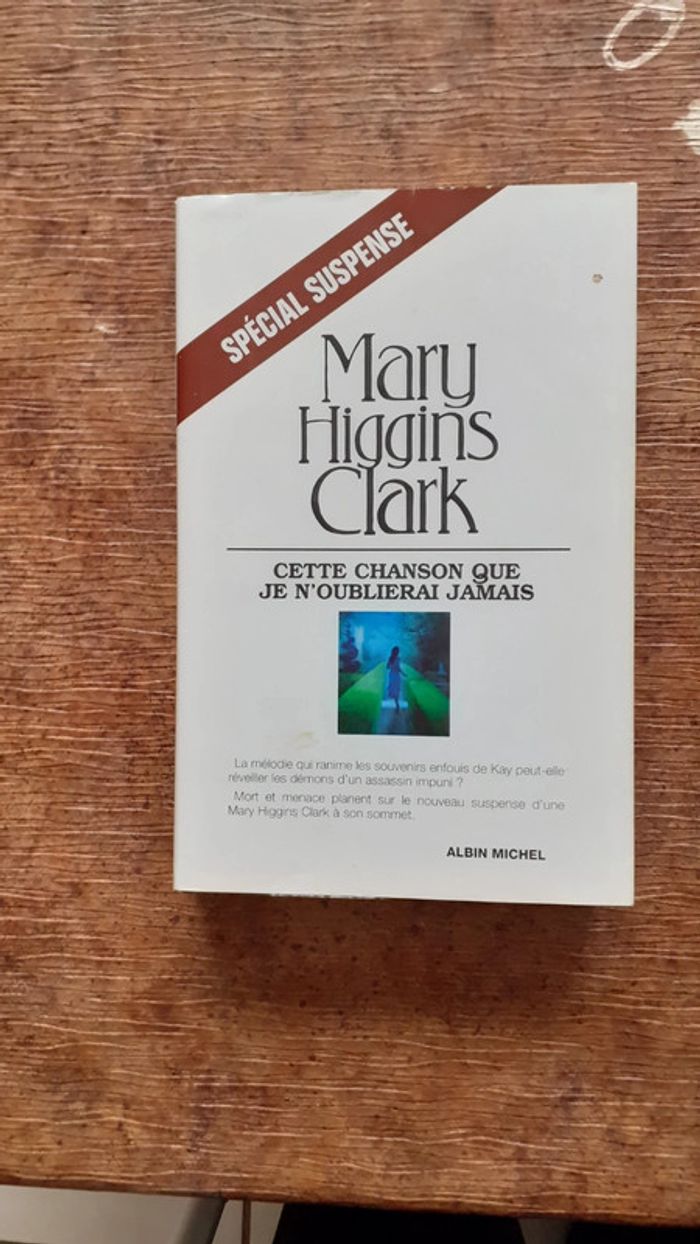 SPÉCIAL SUSPENSE
Mary
Higgins
Clark
CETTE CHANSON QUE
JE N'OUBLIERAI JAMAIS
La mélodie qui ranime les souvenirs enfouis de Kay peut-elle
réveiller les démons d'un assassin impuni ?
Mort et menace planent sur le nouveau suspense d'une
Mary Higgins Clark à son sommet.
ALBIN MICHEL